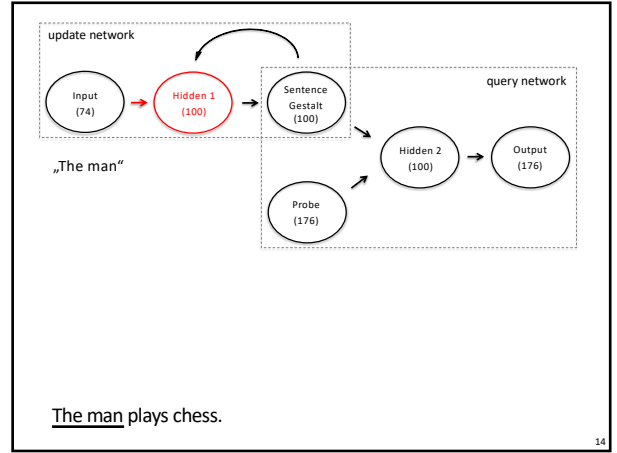 update network
query network
Input
(74)
Hidden 1
(100)
Sentence
Gestalt
(100)
Hidden 2
(100)
Output
(176)
„The man“
Probe
(176)
The man plays chess.
14